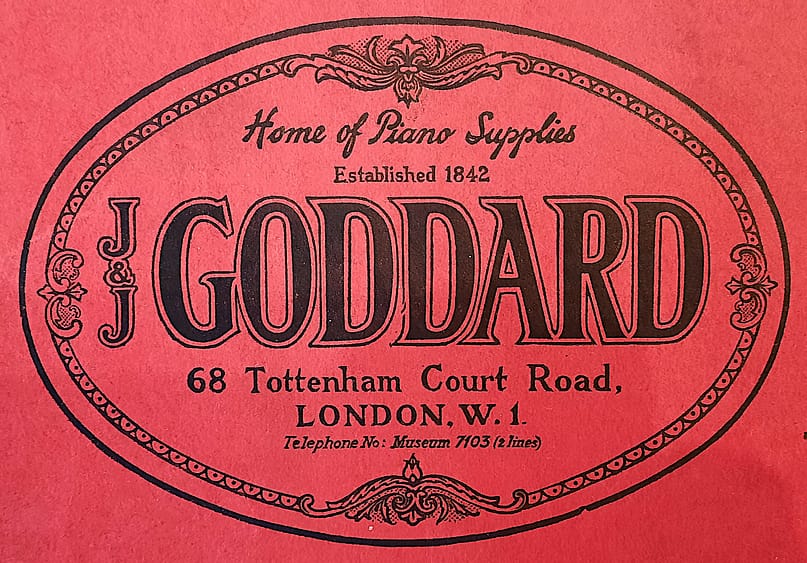 Home of Piano Supplies
Established 1842
J & J GODDARD
68 Tottenham Court Road,
LONDON, W. 1.
Telephone No: Museum 7103 (2 lines)